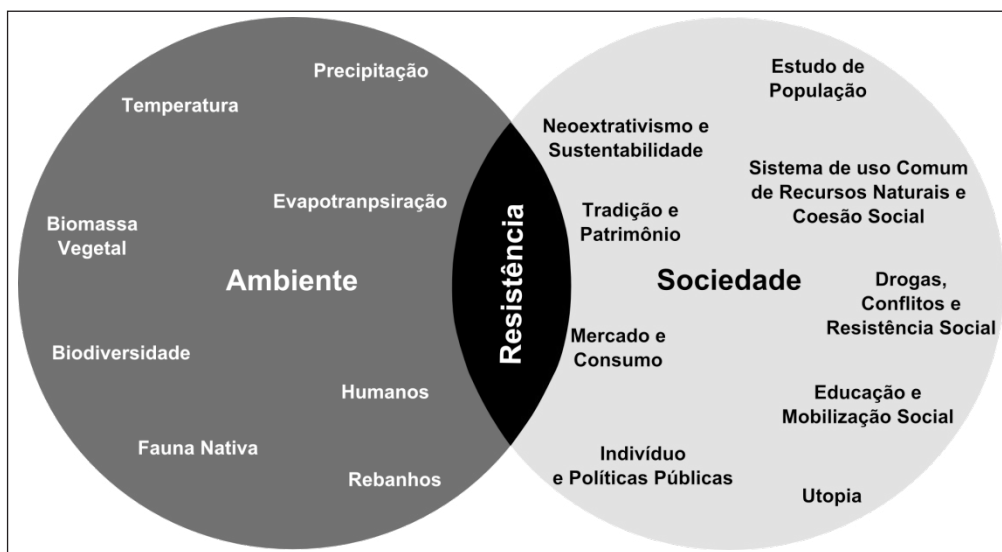 Precipitação
Temperatura
Evapotranpsiração
Biomassa
Vegetal
Ambiente
Biodiversidade
Humanos
Fauna Nativa
Rebanhos
Resistência
Estudo de
População
Neoextrativismo e
Sustentabilidade
Sistema de uso Comum
de Recursos Naturais e
Coesão Social
Tradição e
Patrimônio
Sociedade
Drogas,
Conflitos e
Resistência Social
Mercado e
Consumo
Educação e
Mobilização Social
Indivíduo
e Políticas Públicas
Utopia